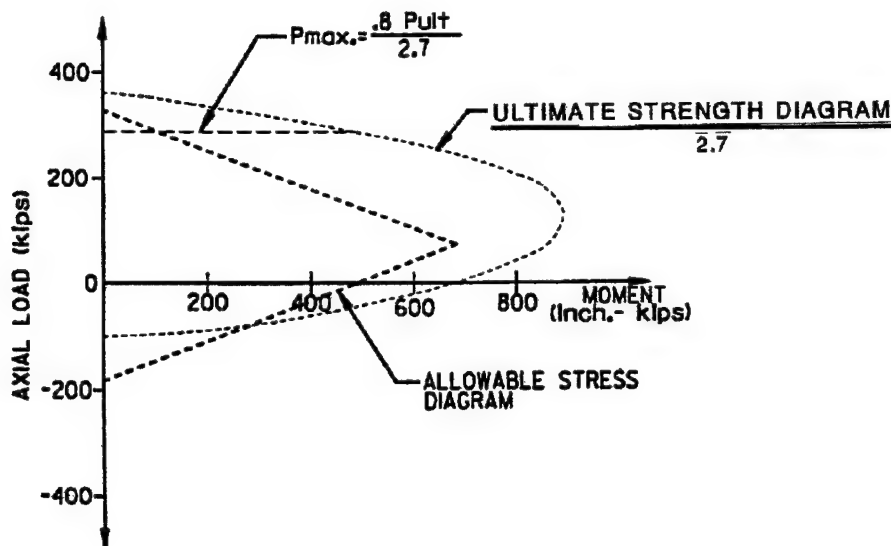 Pmax.= .8 Pult
2.7
400
ULTIMATE STRENGTH DIAGRAM
2.7
200
AXIAL LOAD (kips)
0
200
400
600
800
MOMENT
(inch.- kips)
ALLOWABLE STRESS
DIAGRAM
-200
-400